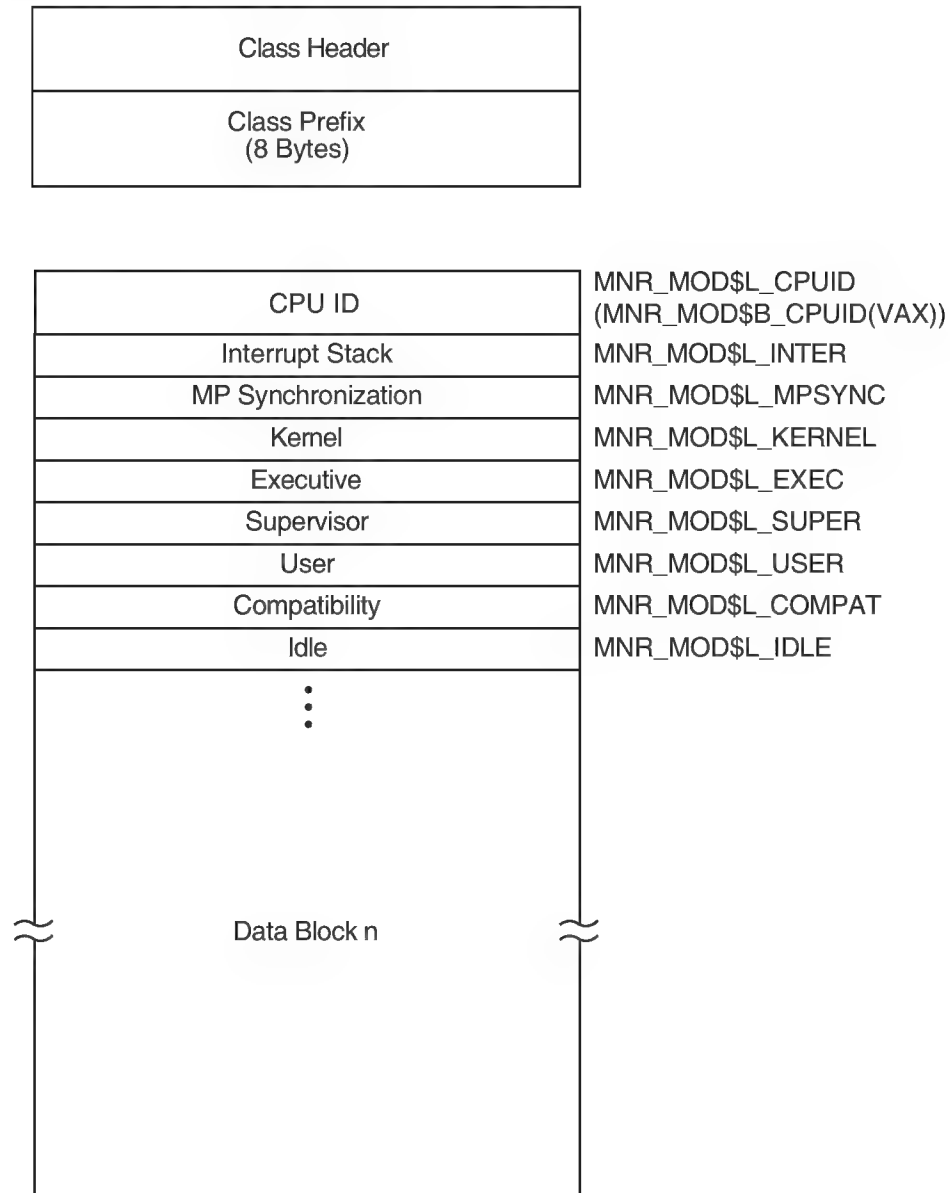 Class Header
Class Prefix
(8 Bytes)
CPU ID
MNR_MOD$L_CPUID
(MNR_MOD$B_CPUID(VAX))
Interrupt Stack MNR_MOD$L_INTER
MP Synchronization MNR_MOD$L_MPSYNC
Kernel MNR_MOD$L_KERNEL
Executive MNR_MOD$L_EXEC
Supervisor MNR_MOD$L_SUPER
User MNR_MOD$L_USER
Compatibility MNR_MOD$L_COMPAT
Idle MNR_MOD$L_IDLE
Data Block n